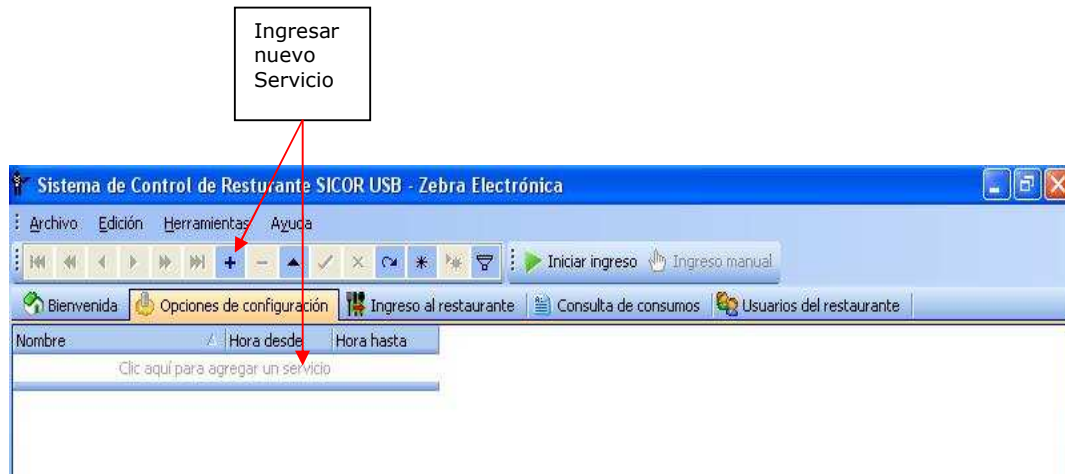 Ingresar
nuevo
Servicio
Sistema de Control de Resturante SICOR USB - Zebra Electrónica
Archivo Edición Herramientas Ayuda
Iniciar ingreso Ingreso manual
Bienvenida Opciones de configuración Ingreso al restaurante Consulta de consumos Usuarios del restaurante
Nombre Hora desde Hora hasta
Clic aquí para agregar un servicio